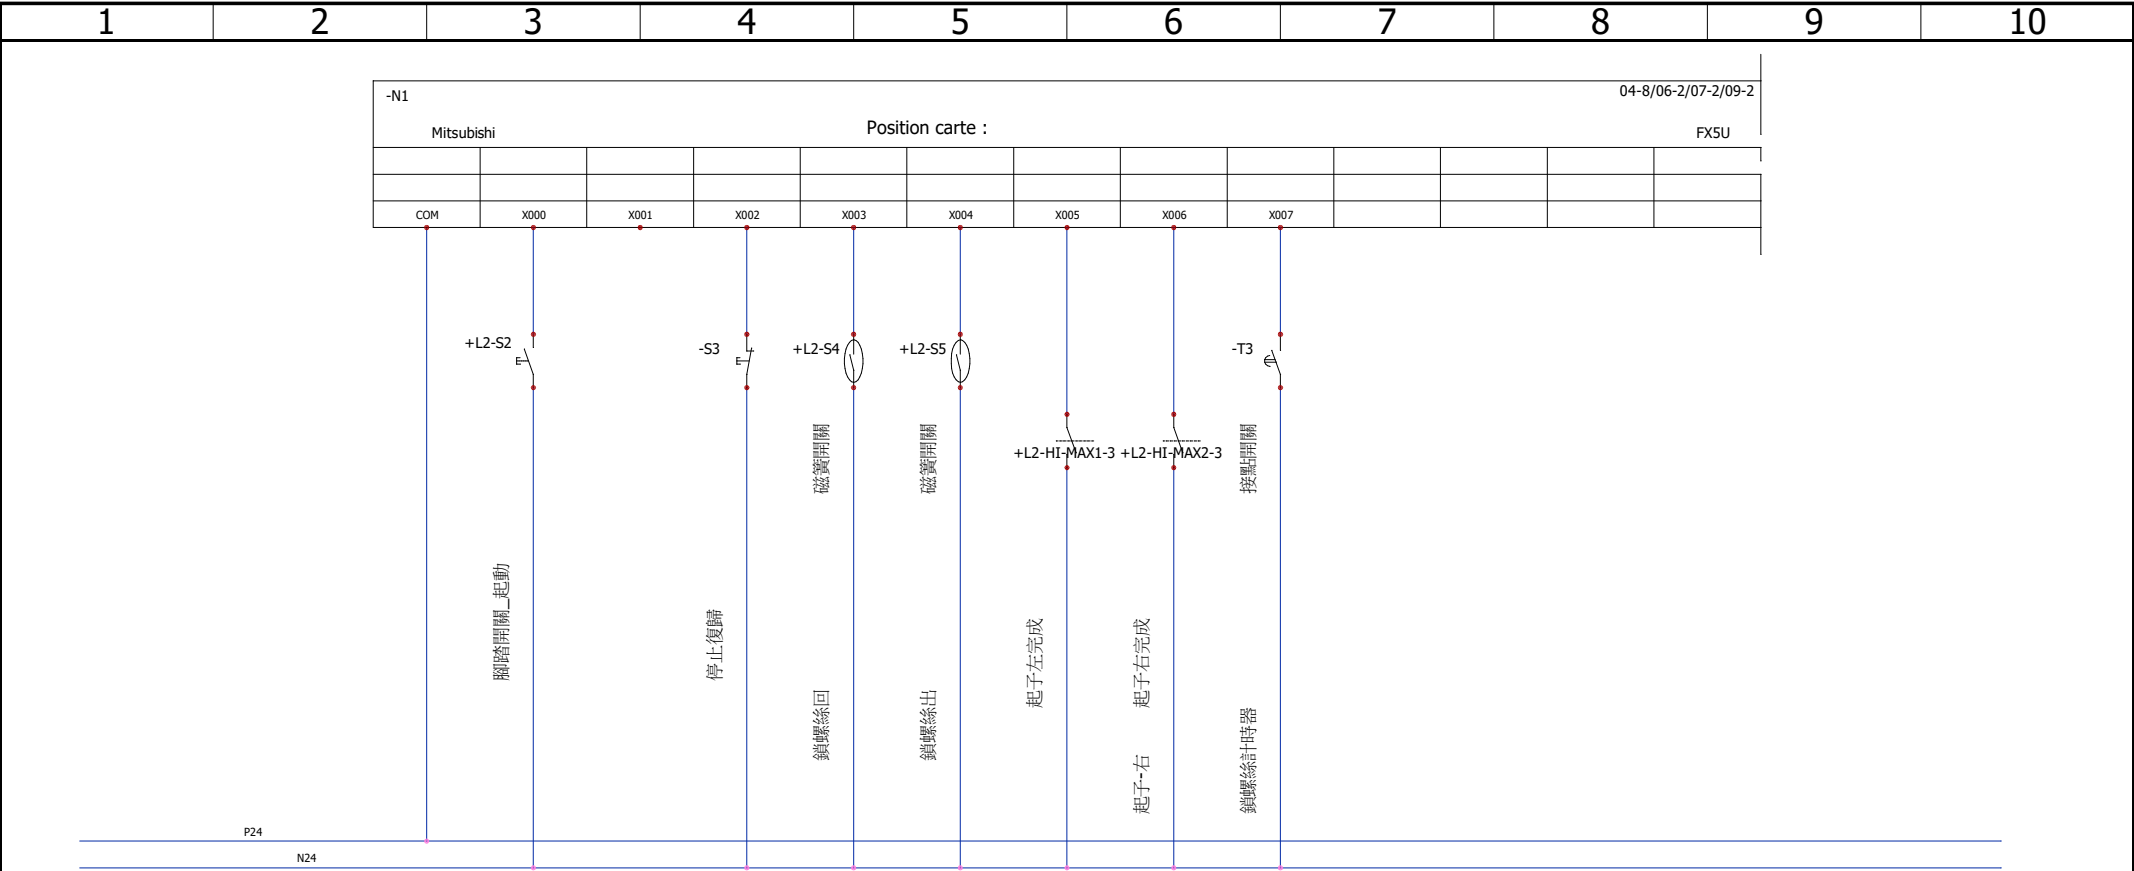 1 2 3 4 5 6 7 8 9 10
-N1 04-8/06-2/07-2/09-2
Mitsubishi Position carte : FX5U
COM X000 X001 X002 X003 X004 X005 X006 X007
+L2-S2
-S3
+L2-S4
+L2-S5
-T3
+L2-HI-MAX1-3
+L2-HI-MAX2-3
腳踏開關_起動
停止復歸
磁簧開關
鎖螺絲回
磁簧開關
鎖螺絲出
起子左完成
起子右完成
起子-右
接點開關
鎖螺絲計時器
P24
N24